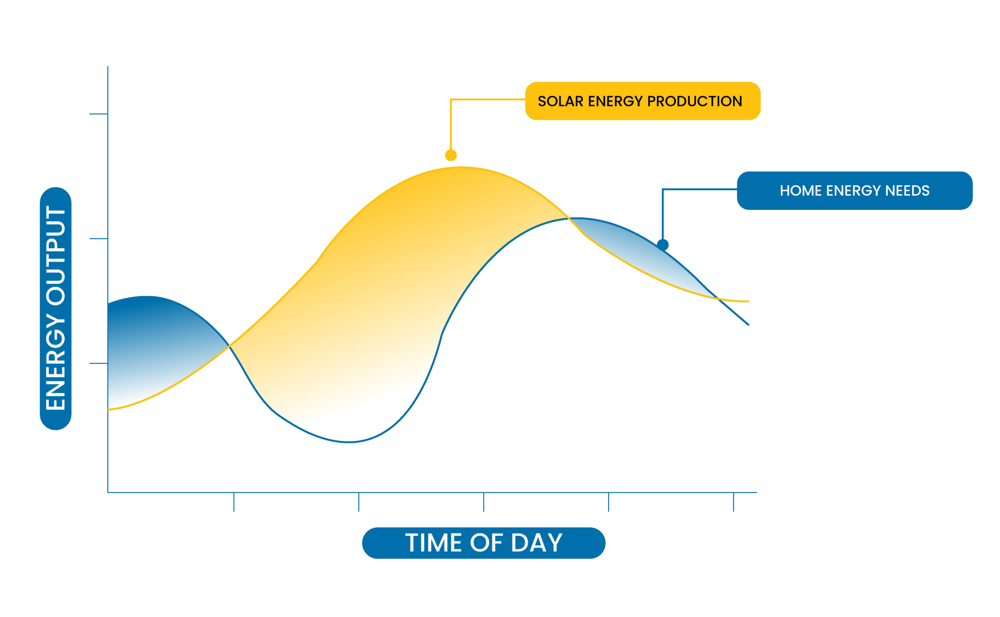 SOLAR ENERGY PRODUCTION
HOME ENERGY NEEDS
ENERGY OUTPUT
TIME OF DAY